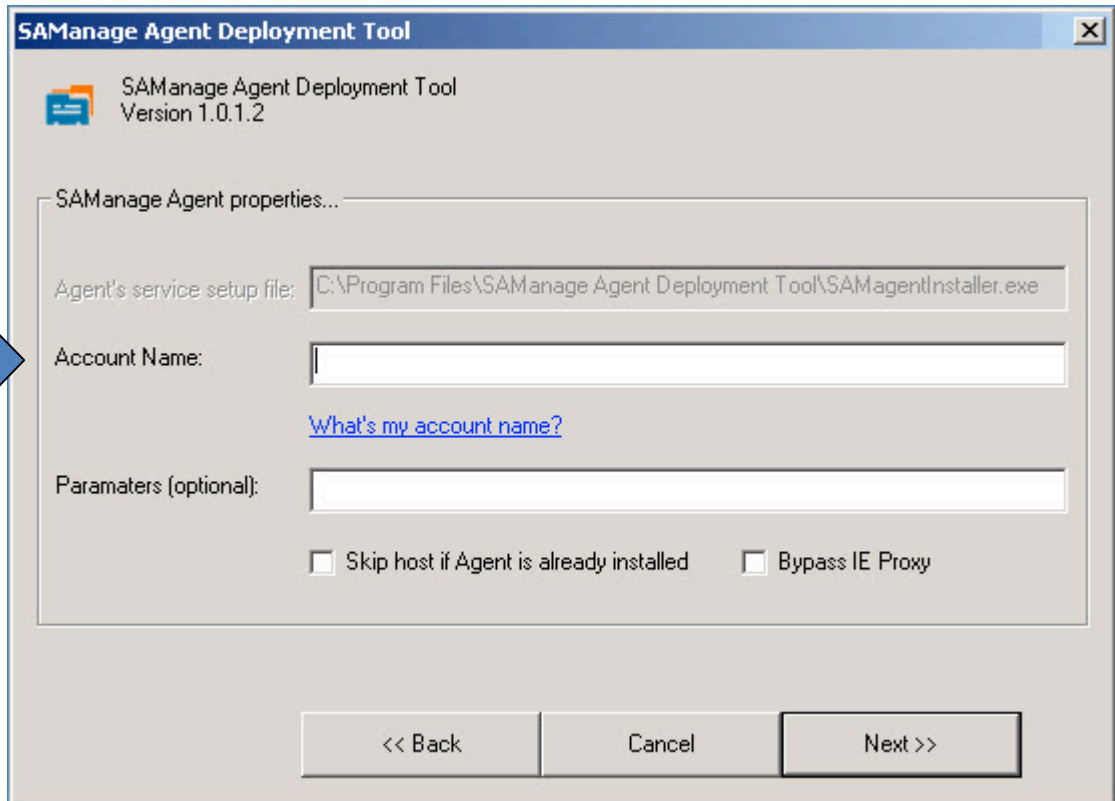 SAManage Agent Deployment Tool
SAManage Agent Deployment Tool
Version 1.0.1.2
SAManage Agent properties...
Agent's service setup file: C:\Program Files\SAManage Agent Deployment Tool\SAMagentInstaller.exe
Account Name:
What's my account name?
Paramaters (optional):
Skip host if Agent is already installed Bypass IE Proxy
<< Back Cancel Next >>